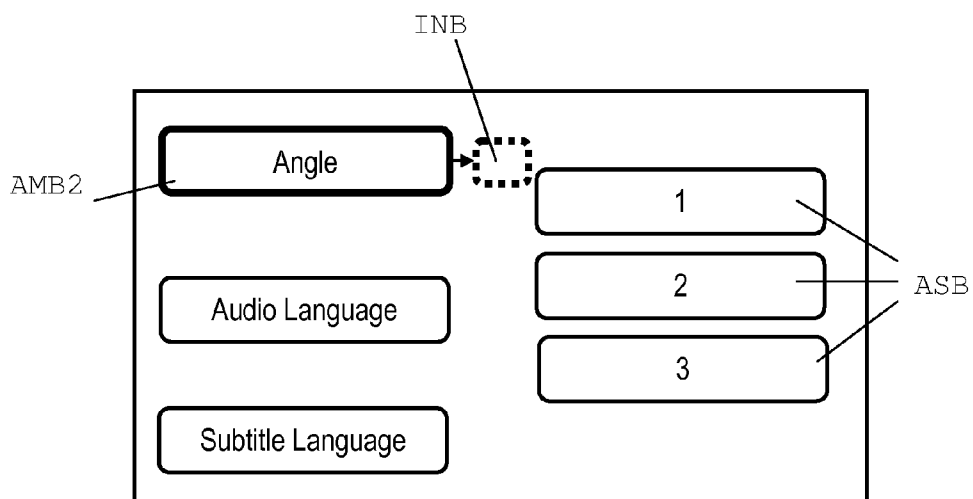 INB
Angle
AMB2
1
2
ASB
Audio Language
3
Subtitle Language